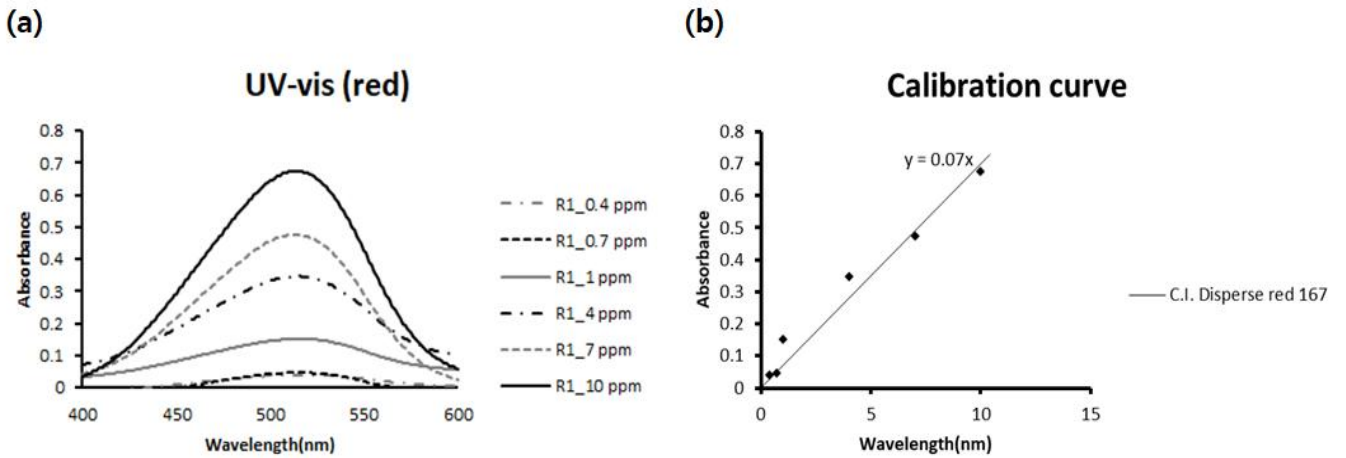 (a)
UV-vis (red)
0.8
0.7
0.6
0.5
0.4
0.3
0.2
0.1
0
Absorbance
400 450 500 550 600
Wavelength(nm)
R1_0.4 ppm
R1_0.7 ppm
R1_1 ppm
R1_4 ppm
R1_7 ppm
R1_10 ppm
(b)
Calibration curve
0.8
0.7
0.6
0.5
0.4
0.3
0.2
0.1
0
Absorbance
y = 0.07x
0 5 10 15
Wavelength(nm)
C.I. Disperse red 167